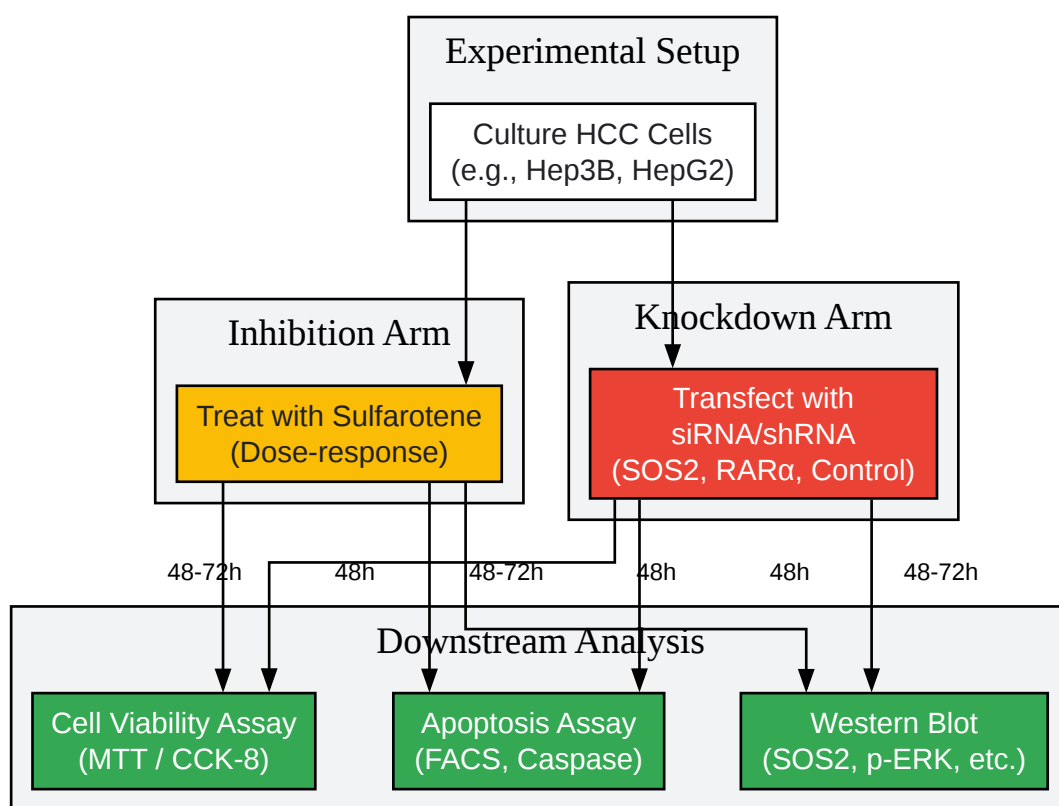 Experimental Setup
Culture HCC Cells
(e.g., Hep3B, HepG2)
Inhibition Arm
Knockdown Arm
Treat with Sulfarotene
(Dose-response)
Transfect with
siRNA/shRNA
(SOS2, RARα, Control)
48-72h
48h
48-72h
48h
48h
48-72h
Downstream Analysis
Cell Viability Assay
(MTT / CCK-8)
Apoptosis Assay
(FACS, Caspase)
Western Blot
(SOS2, p-ERK, etc.)